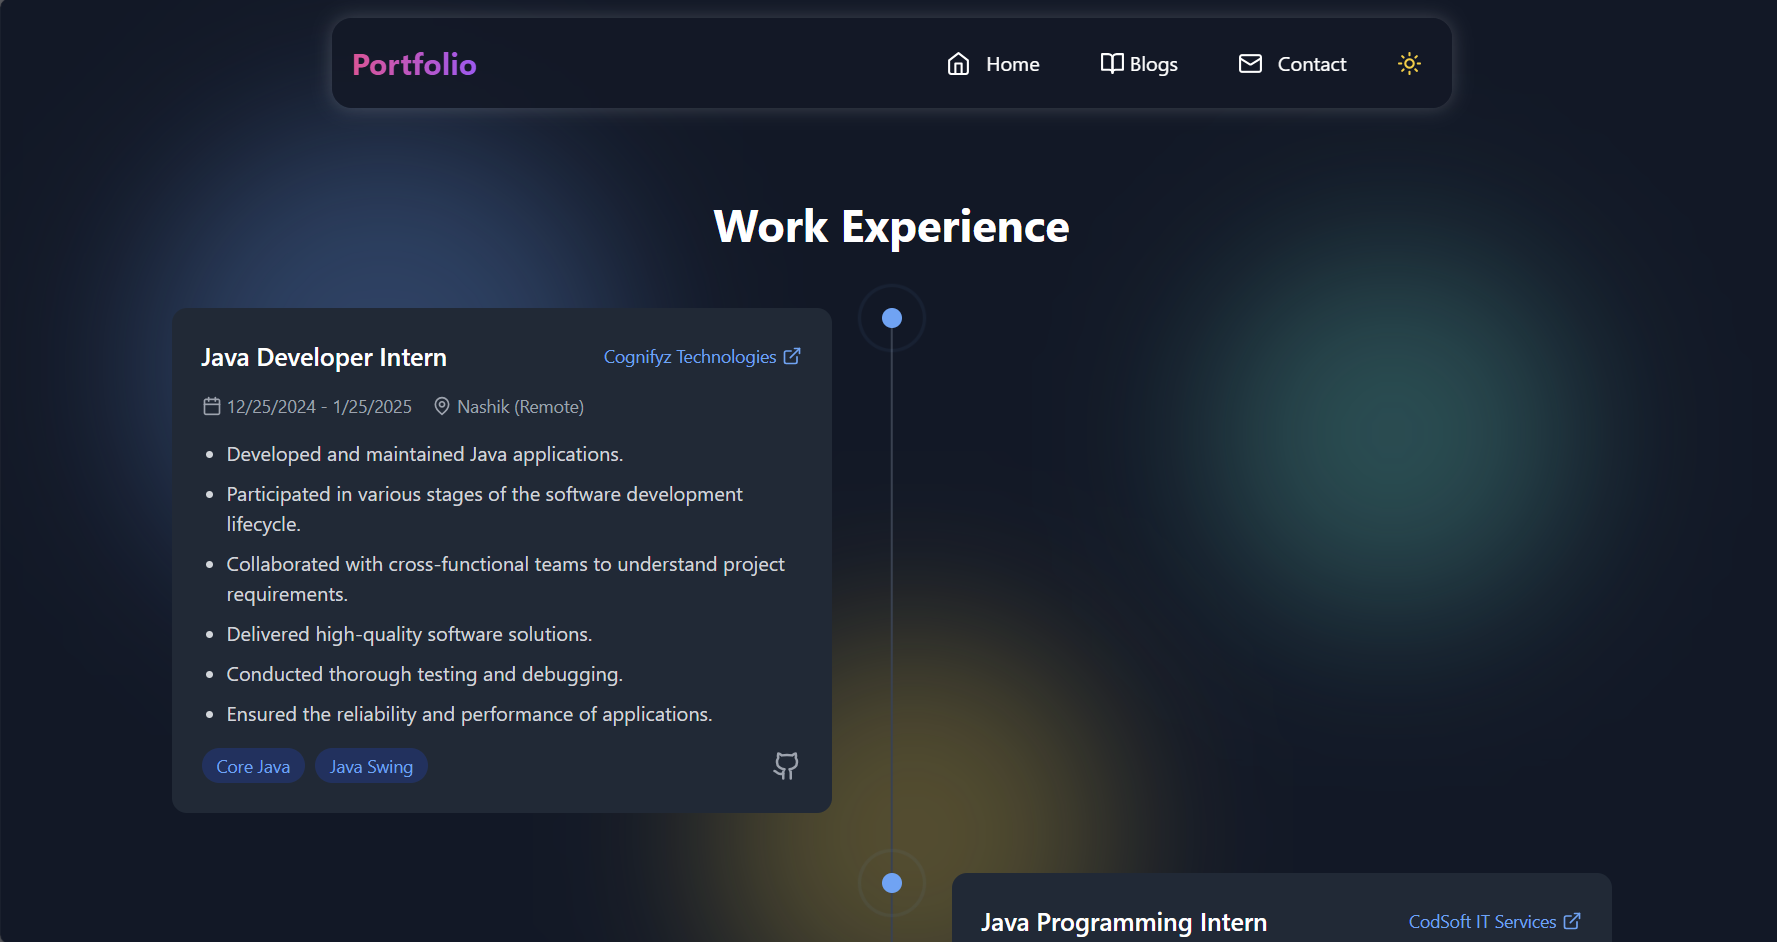 Portfolio
Home
Blogs
Contact
Work Experience
Java Developer Intern
Cognifyz Technologies
12/25/2024 - 1/25/2025
Nashik (Remote)
• Developed and maintained Java applications.
• Participated in various stages of the software development
lifecycle.
• Collaborated with cross-functional teams to understand project
requirements.
• Delivered high-quality software solutions.
• Conducted thorough testing and debugging.
• Ensured the reliability and performance of applications.
Core Java
Java Swing
Java Programming Intern
CodSoft IT Services